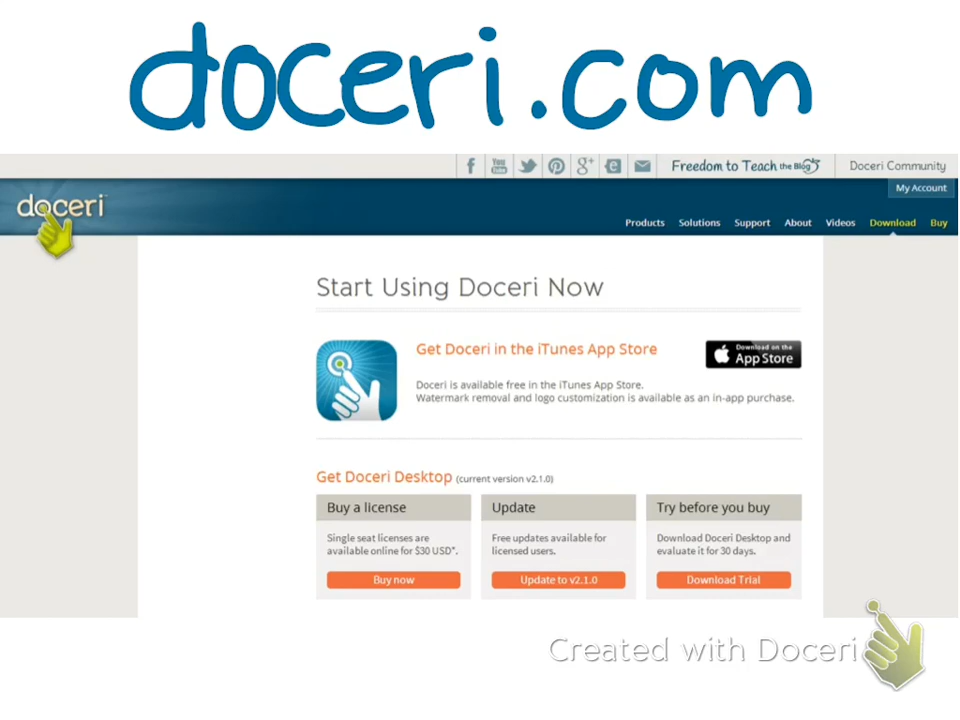 doceri.com
f You Tube g+ e Freedom to Teach the Blog Doceri Community
My Account
doceri
Products Solutions Support About Videos Download Buy
Start Using Doceri Now
Get Doceri in the iTunes App Store
Download on the
App Store
Doceri is available free in the iTunes App Store.
Watermark removal and logo customization is available as an in-app purchase.
Get Doceri Desktop (current version v2.1.0)
Buy a license
Single seat licenses are
available online for $30 USD*.
Buy now
Update
Free updates available for
licensed users.
Update to v2.1.0
Try before you buy
Download Doceri Desktop and
evaluate it for 30 days.
Download Trial
Created with Doceri